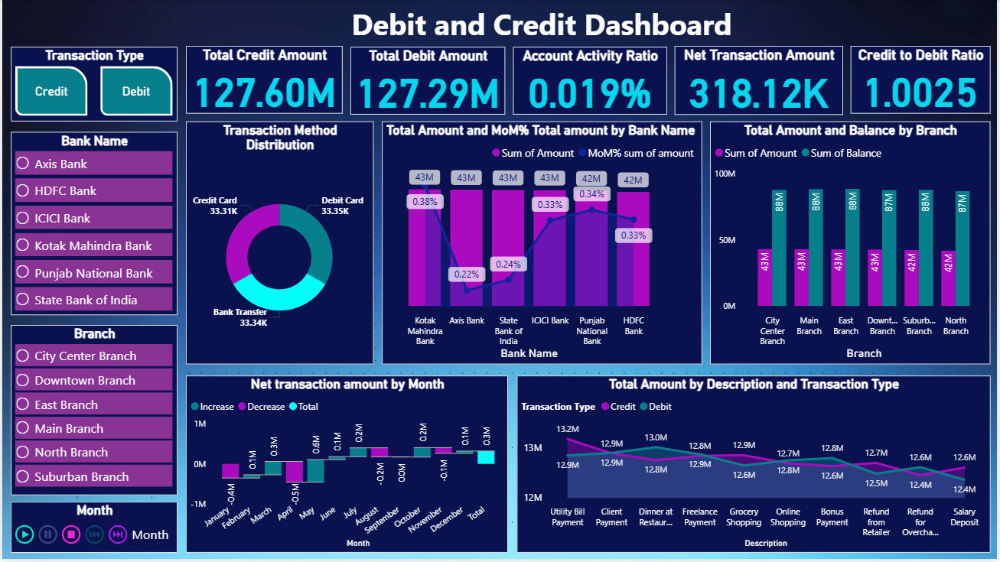 Debit and Credit Dashboard
Transaction Type
Credit
Debit
Total Credit Amount
127.60M
Total Debit Amount
127.29M
Account Activity Ratio
0.019%
Net Transaction Amount
318.12K
Credit to Debit Ratio
1.0025
Bank Name
Axis Bank
HDFC Bank
ICICI Bank
Kotak Mahindra Bank
Punjab National Bank
State Bank of India
Branch
City Center Branch
Downtown Branch
East Branch
Main Branch
North Branch
Suburban Branch
Month
Month
Transaction Method
Distribution
Credit Card
33.31K
Debit Card
33.35K
Bank Transfer
33.34K
Total Amount and MoM% Total amount by Bank Name
Sum of Amount
MoM% sum of amount
43M
43M
43M
43M
42M
42M
0.38%
0.22%
0.24%
0.33%
0.34%
0.33%
Kotak
Mahindra
Bank
Axis Bank
State
Bank of
India
ICICI Bank
Punjab
National
Bank
HDFC
Bank
Bank Name
Total Amount and Balance by Branch
Sum of Amount
Sum of Balance
100M
50M
0M
43M
88M
43M
88M
43M
88M
43M
87M
42M
88M
42M
87M
City
Center
Branch
Main
Branch
East
Branch
Downt...
Branch
Suburb...
Branch
North
Branch
Branch
Net transaction amount by Month
Increase
Decrease
Total
1M
0M
-1M
-0.4M
0.1M
0.3M
-0.5M
0.6M
0.1M
0.2M
-0.2M
0.0M
0.2M
-0.1M
0.1M
0.3M
January
February
March
April
May
June
July
August
September
October
November
December
Total
Month
Total Amount by Description and Transaction Type
Transaction Type
Credit
Debit
13M
12M
13.2M
12.9M
12.9M
12.9M
13.0M
12.8M
12.8M
12.9M
12.9M
12.6M
12.7M
12.8M
12.8M
12.6M
12.7M
12.5M
12.6M
12.4M
12.6M
12.4M
Utility Bill
Payment
Client
Payment
Dinner at
Restaur...
Freelance
Payment
Grocery
Shopping
Online
Shopping
Bonus
Payment
Refund
from
Retailer
Refund
for
Overcha...
Salary
Deposit
Description